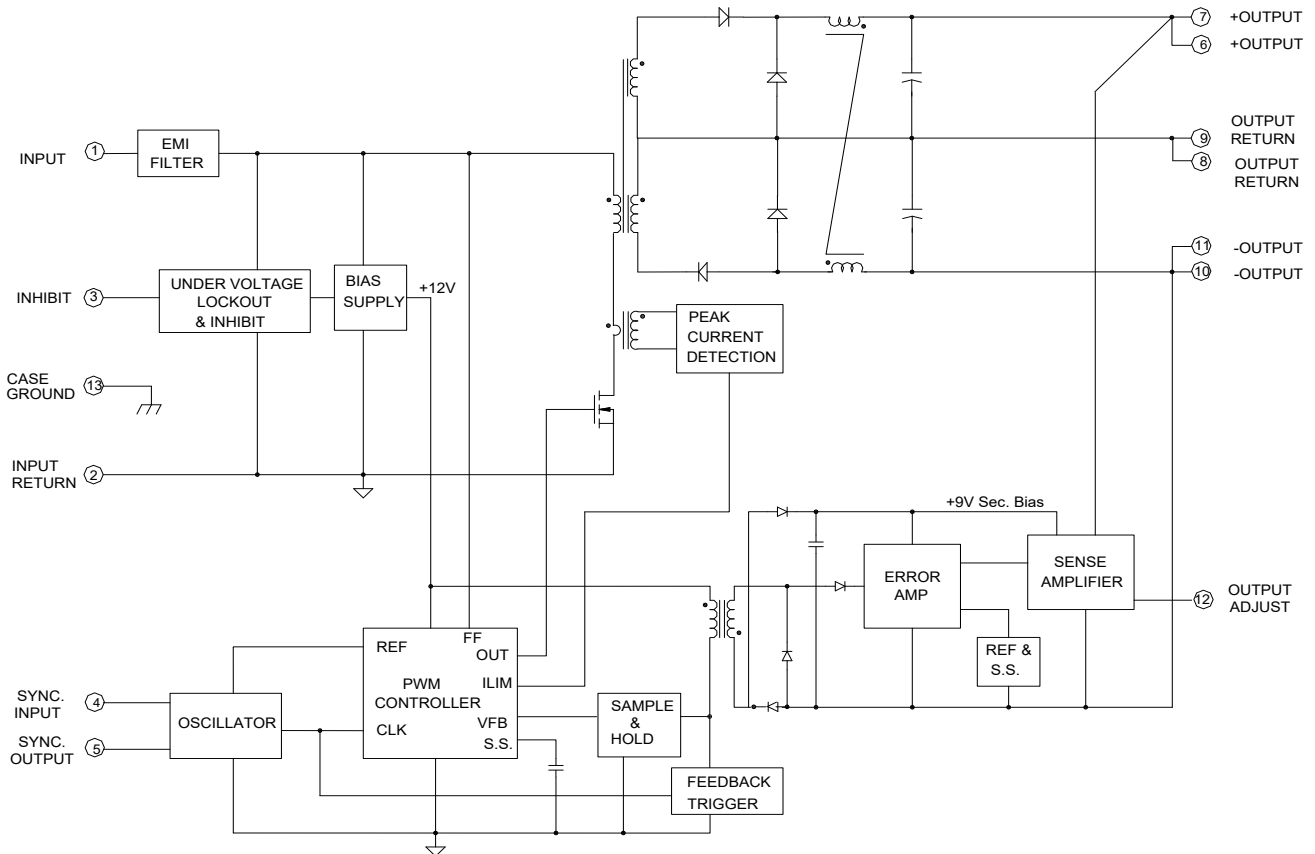 7 +OUTPUT
6 +OUTPUT
OUTPUT
9 RETURN
8 OUTPUT
RETURN
11 -OUTPUT
10 -OUTPUT
INPUT 1
EMI
FILTER
INHIBIT 3
UNDER VOLTAGE
LOCKOUT
& INHIBIT
BIAS
SUPPLY
+12V
PEAK
CURRENT
DETECTION
CASE
GROUND 13
INPUT
RETURN 2
+9V Sec. Bias
ERROR
AMP
SENSE
AMPLIFIER
12 OUTPUT
ADJUST
REF &
S.S.
REF
FF
OUT
PWM
CONTROLLER
ILIM
VFB
CLK
S.S.
SAMPLE
&
HOLD
FEEDBACK
TRIGGER
SYNC.
INPUT 4
OSCILLATOR
SYNC.
OUTPUT 5